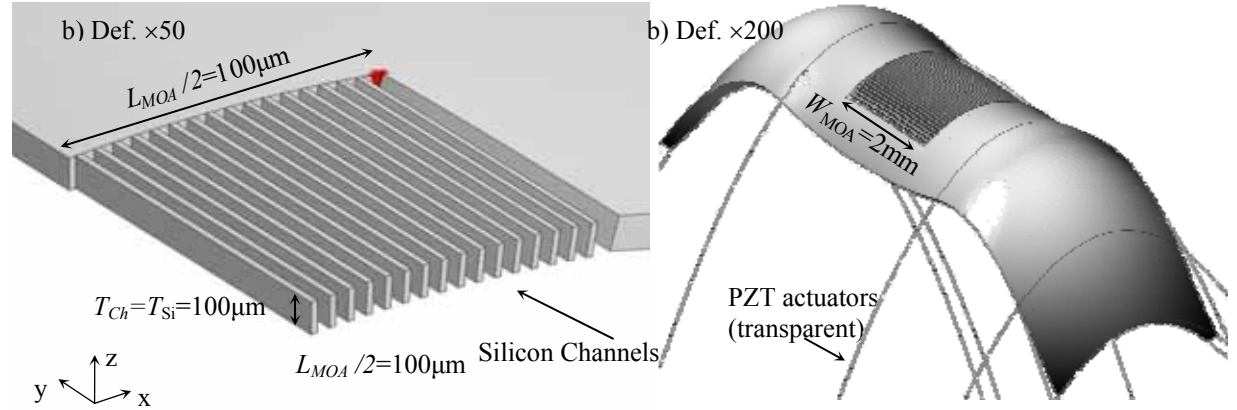 b) Def. ×50
L_MOA /2=100μm
T_Ch=T_Si=100μm
L_MOA /2=100μm
Silicon Channels
z
y
x
b) Def. ×200
W_MOA=2mm
PZT actuators
(transparent)